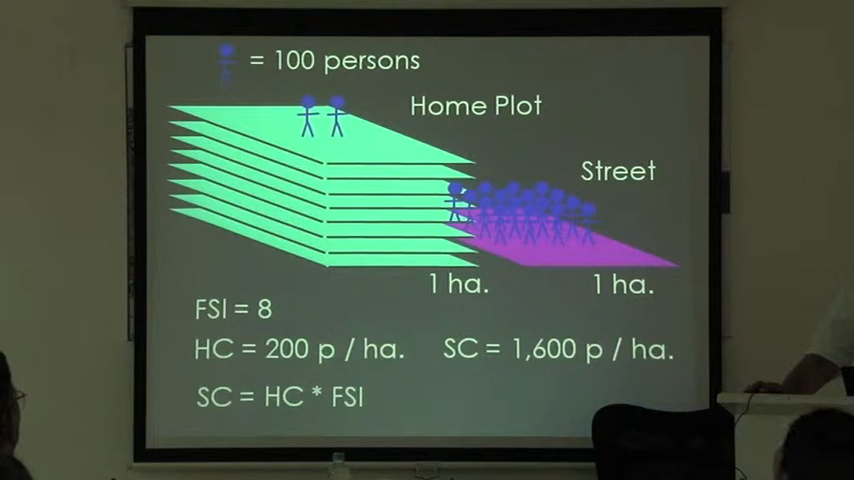 = 100 persons
Home Plot
Street
1 ha.
1 ha.
FSI = 8
HC = 200 p / ha.
SC = 1,600 p / ha.
SC = HC * FSI